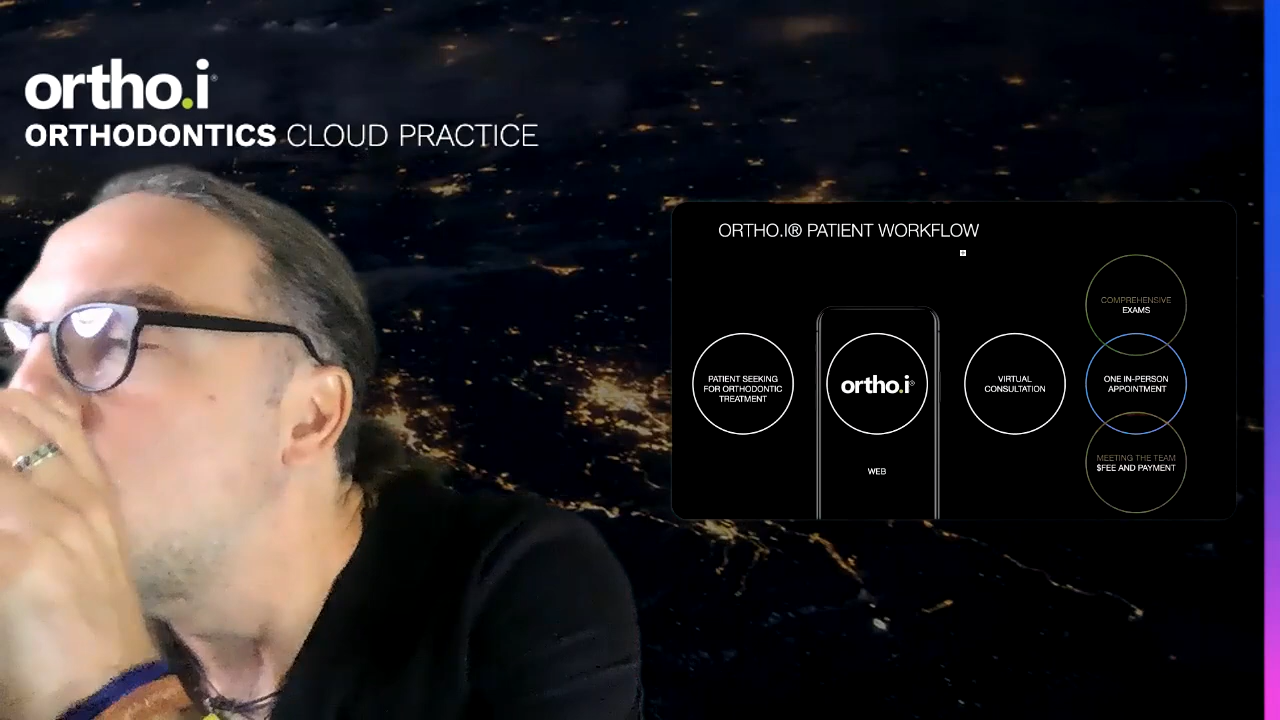 ortho.i®
ORTHODONTICS CLOUD PRACTICE
ORTHO.I® PATIENT WORKFLOW
PATIENT SEEKING
FOR ORTHODONTIC
TREATMENT
ortho.i®
WEB
VIRTUAL
CONSULTATION
COMPREHENSIVE
EXAMS
ONE IN-PERSON
APPOINTMENT
MEETING THE TEAM
$FEE AND PAYMENT